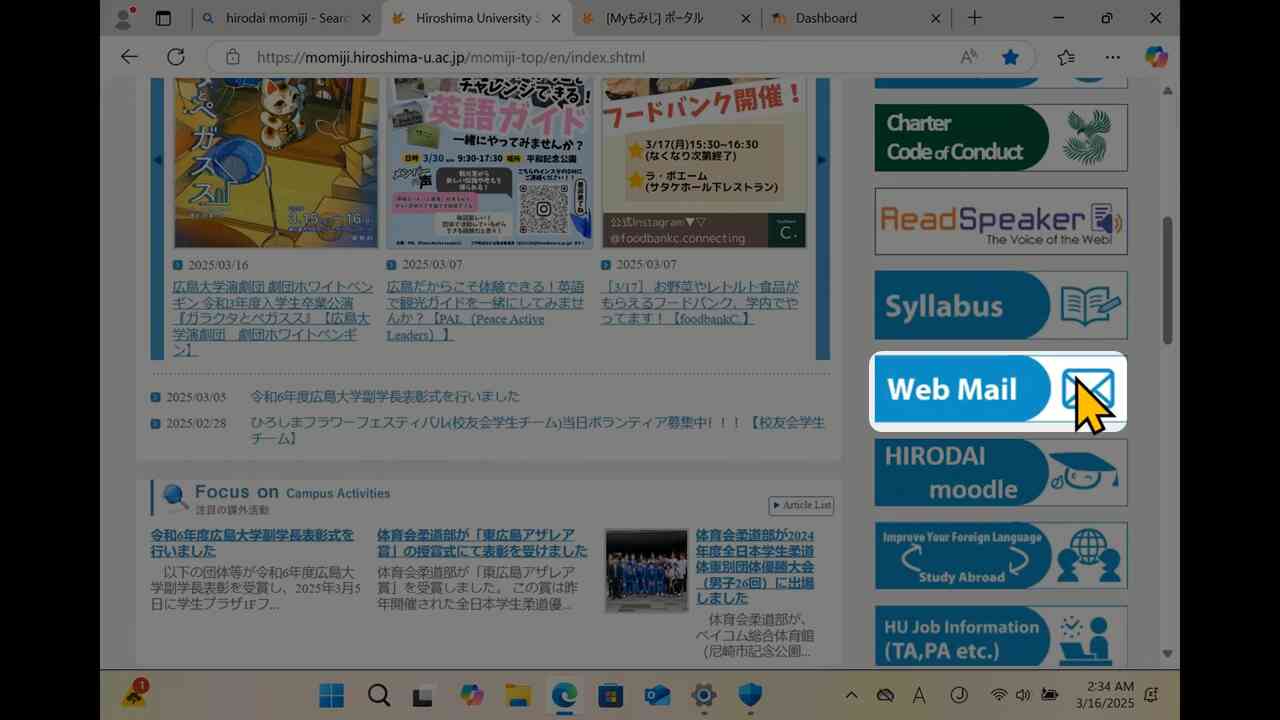 hirodai momiji - Searc
Hiroshima University S
[Myもみじ] ポータル
Dashboard
https://momiji.hiroshima-u.ac.jp/momiji-top/en/index.shtml
とペガスス
3.15 16
チャレンジできる!
英語ガイド
一緒にやってみませんか?
日時 3/30 9:30-17:30 場所 平和記念公園
フードバンク開催!
3/17(月)15:30~16:30
(なくなり次第終了)
ラ・ボエーム
(サタケホール下レストラン)
公式Instagram▼▽
@foodbankc.connecting
C.
2025/03/16
広島大学演劇団 劇団ホワイトペン
ギン 令和3年度入学生卒業公演
『ガラクタとペガスス』【広島大
学演劇団 劇団ホワイトペンギ
ン】
2025/03/07
広島だからこそ体験できる!英語
で観光ガイドを一緒にしてみませ
んか?【PAL (Peace Active
Leaders)】
2025/03/07
[3/17] お野菜やレトルト食品が
もらえるフードバンク、学内でや
ってます!【foodbankC.】
2025/03/05 令和6年度広島大学副学長表彰式を行いました
2025/02/28 ひろしまフラワーフェスティバル(校友会学生チーム)当日ボランティア募集中!!! 【校友会学生
チーム】
Focus on Campus Activities
注目の課外活動
Article List
令和6年度広島大学副学長表彰式を
行いました
以下の団体等が令和6年度広島大
学副学長表彰を受賞し、2025年3月5
日に学生プラザ1Fフ...
体育会柔道部が「東広島アザレア
賞」の授賞式にて表彰を受けました
体育会柔道部が「東広島アザレア
賞」を受賞しました。 この賞は昨
年開催された全日本学生柔道優...
体育会柔道部が2024
年度全日本学生柔道
体重別団体優勝大会
(男子26回)に出場
しました
体育会柔道部が、
ベイコム総合体育館
(尼崎市記念公園...
Charter
Code of Conduct
ReadSpeaker
The Voice of the Web!
Syllabus
Web Mail
HIRODAI
moodle
Improve Your Foreign Language
Study Abroad
HU Job Information
(TA,PA etc.)
1
A
2:34 AM
3/16/2025